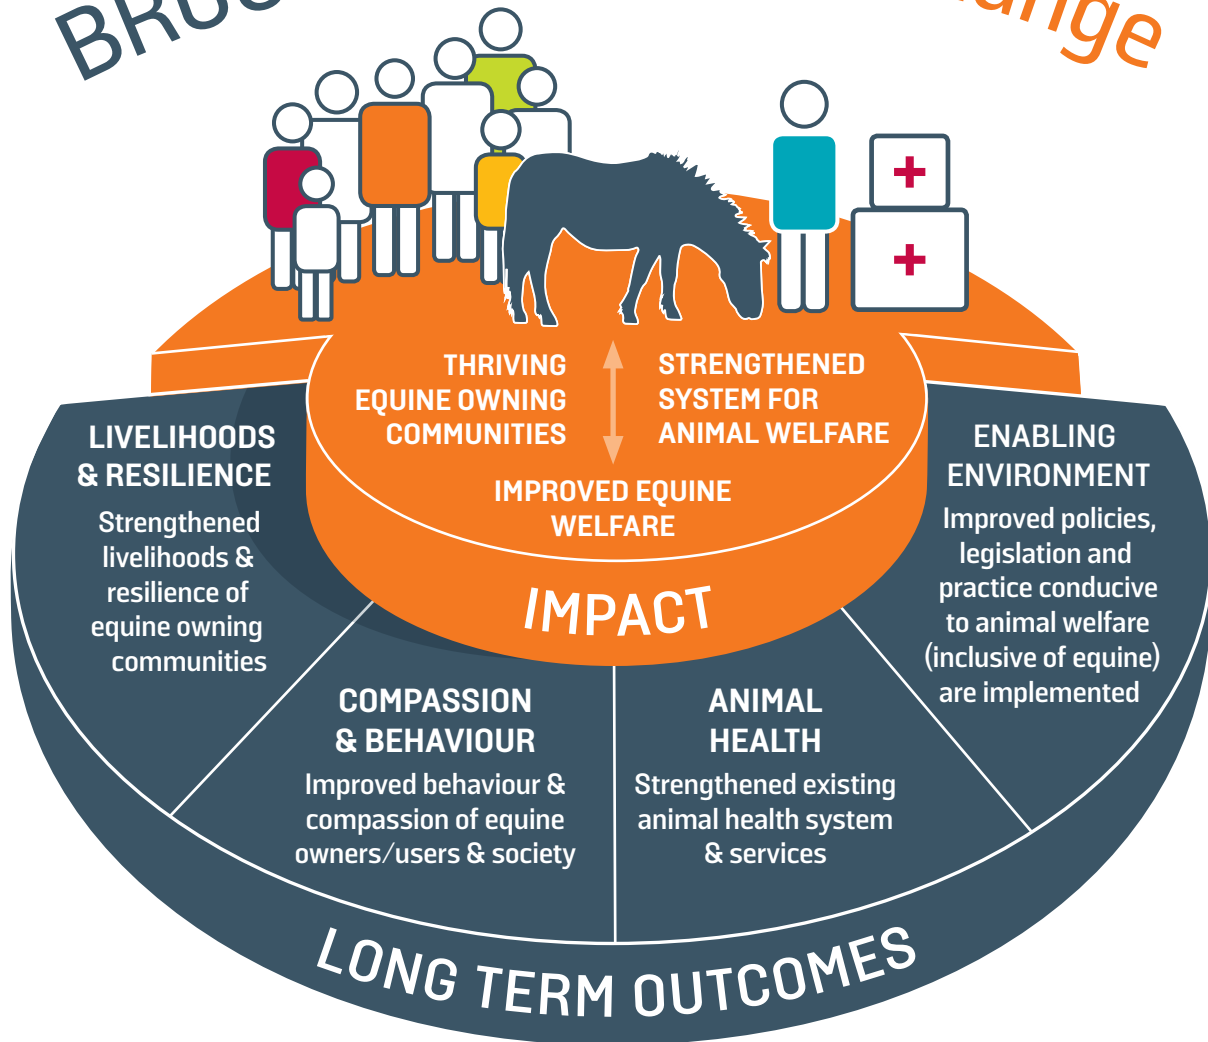 THRIVING
EQUINE OWNING
COMMUNITIES
STRENGTHENED
SYSTEM FOR
ANIMAL WELFARE
IMPROVED EQUINE
WELFARE
IMPACT
LIVELIHOODS
& RESILIENCE
Strengthened
livelihoods &
resilience of
equine owning
communities
COMPASSION
& BEHAVIOUR
Improved behaviour &
compassion of equine
owners/users & society
ANIMAL
HEALTH
Strengthened existing
animal health system
& services
ENABLING
ENVIRONMENT
Improved policies,
legislation and
practice conducive
to animal welfare
(inclusive of equine)
are implemented
LONG TERM OUTCOMES